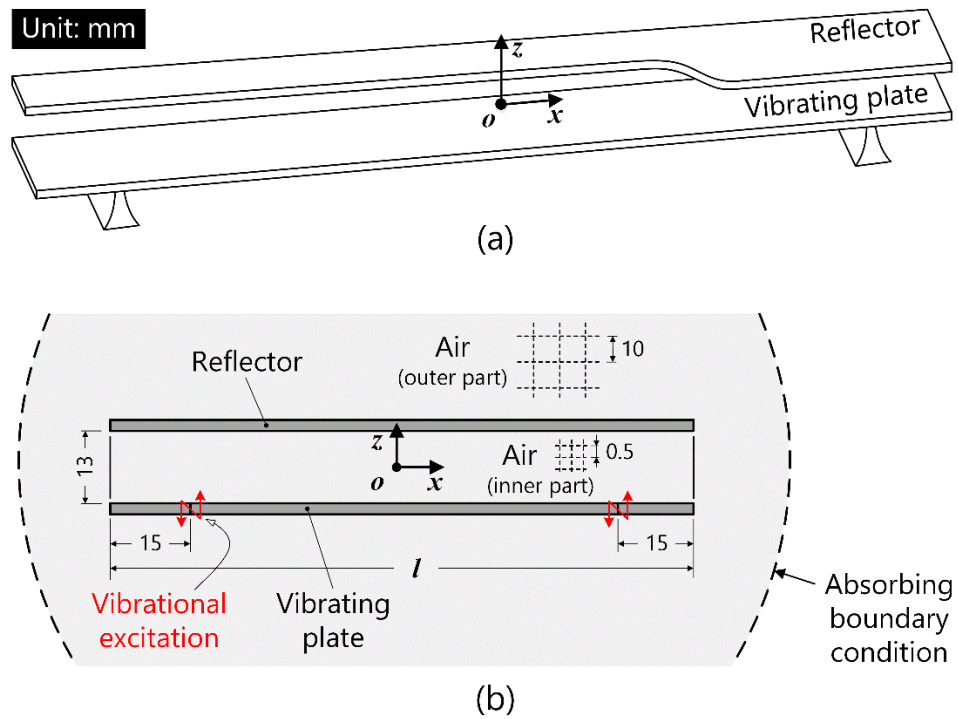 Unit: mm
Reflector
Vibrating plate
z
o
x
(a)
Reflector
Air
(outer part)
10
13
z
o
x
Air
(inner part)
0.5
15
15
l
Vibrational
excitation
Vibrating
plate
Absorbing
boundary
condition
(b)